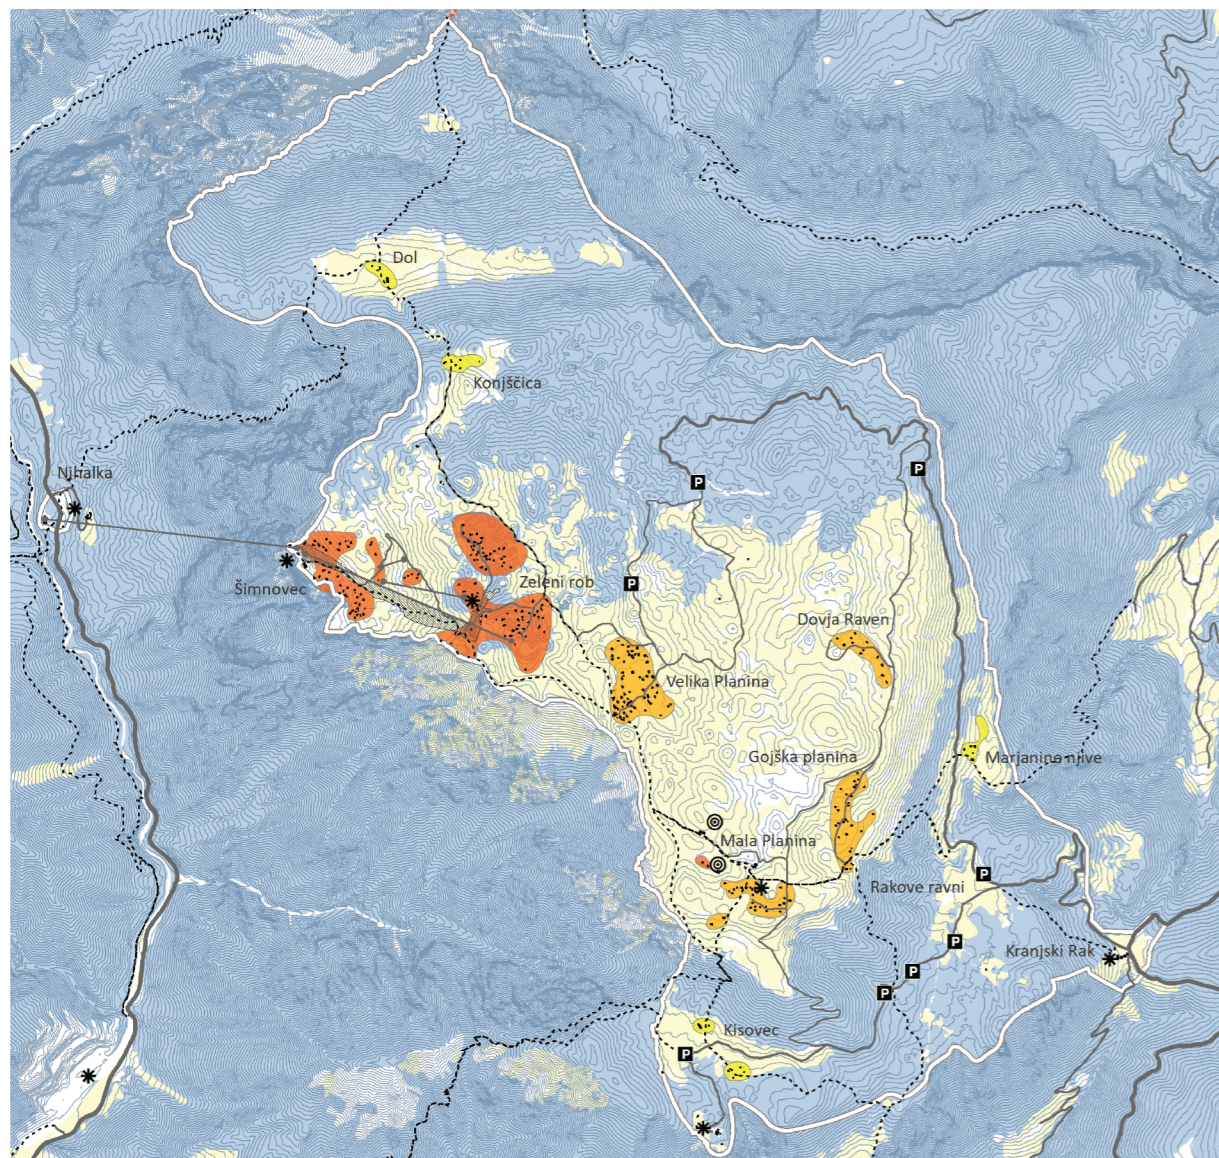 Dol
Konjščica
Njhalka
P
P
Šimnovec
Zeleni rob
P
Dovja Raven
Velika Planina
Gojška planina
Marjanine njive
Mala Planina
P
Rakove ravni
P
Kranjski Rak
P
P
Kisovec
P